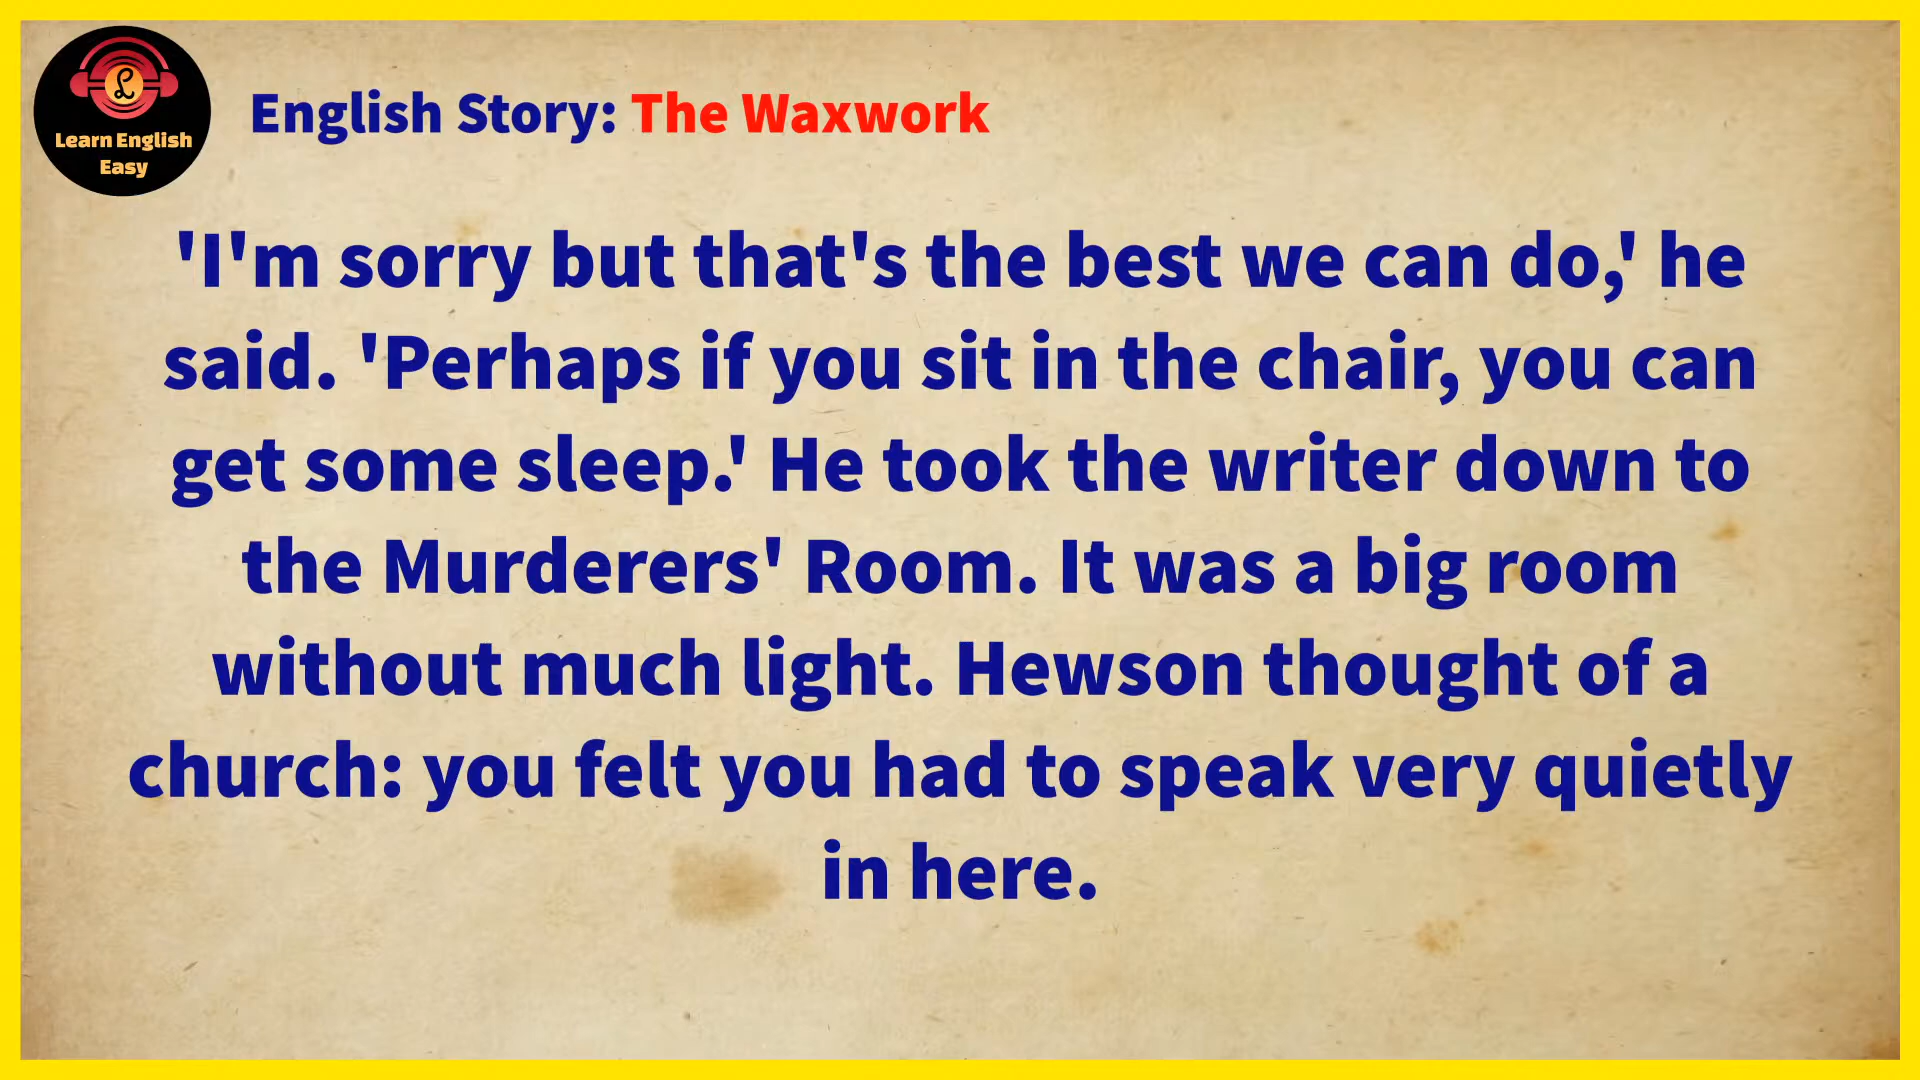 Learn English
Easy
English Story: The Waxwork
'I'm sorry but that's the best we can do,' he
said. 'Perhaps if you sit in the chair, you can
get some sleep.' He took the writer down to
the Murderers' Room. It was a big room
without much light. Hewson thought of a
church: you felt you had to speak very quietly
in here.